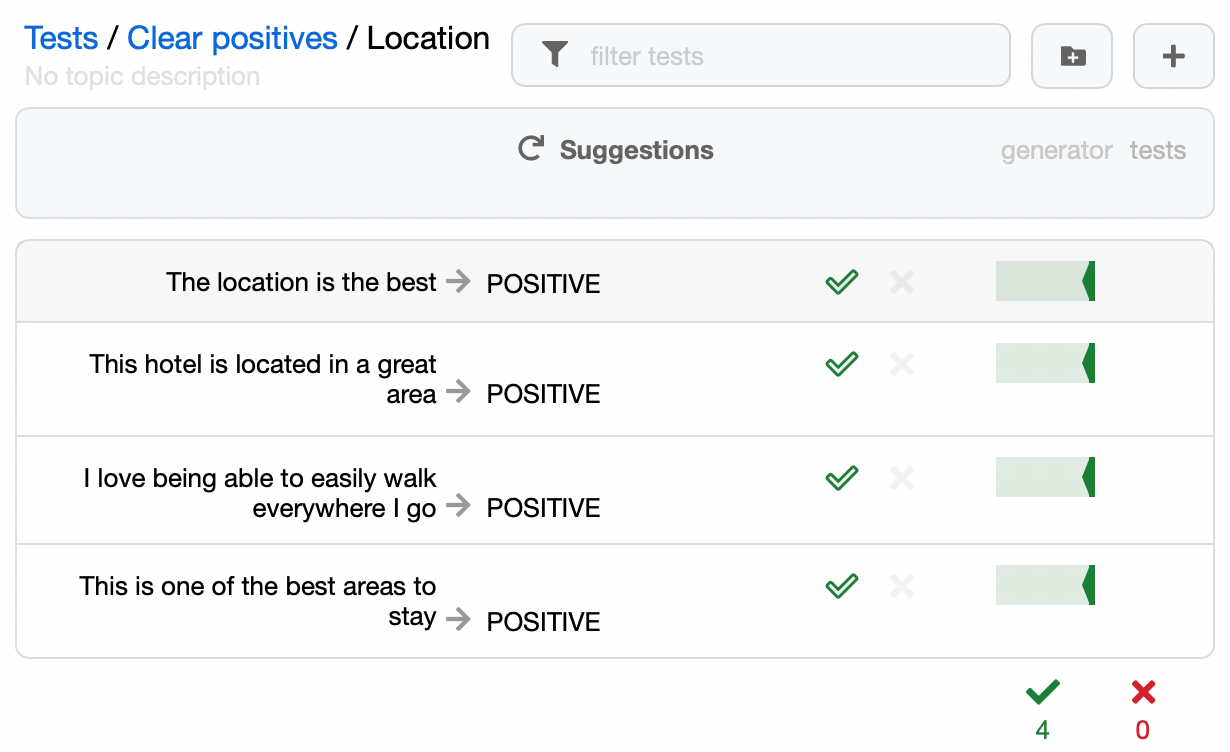 Tests / Clear positives / Location
No topic description
filter tests
Suggestions
generator tests
The location is the best → POSITIVE
This hotel is located in a great
area → POSITIVE
I love being able to easily walk
everywhere I go → POSITIVE
This is one of the best areas to
stay → POSITIVE
4 0